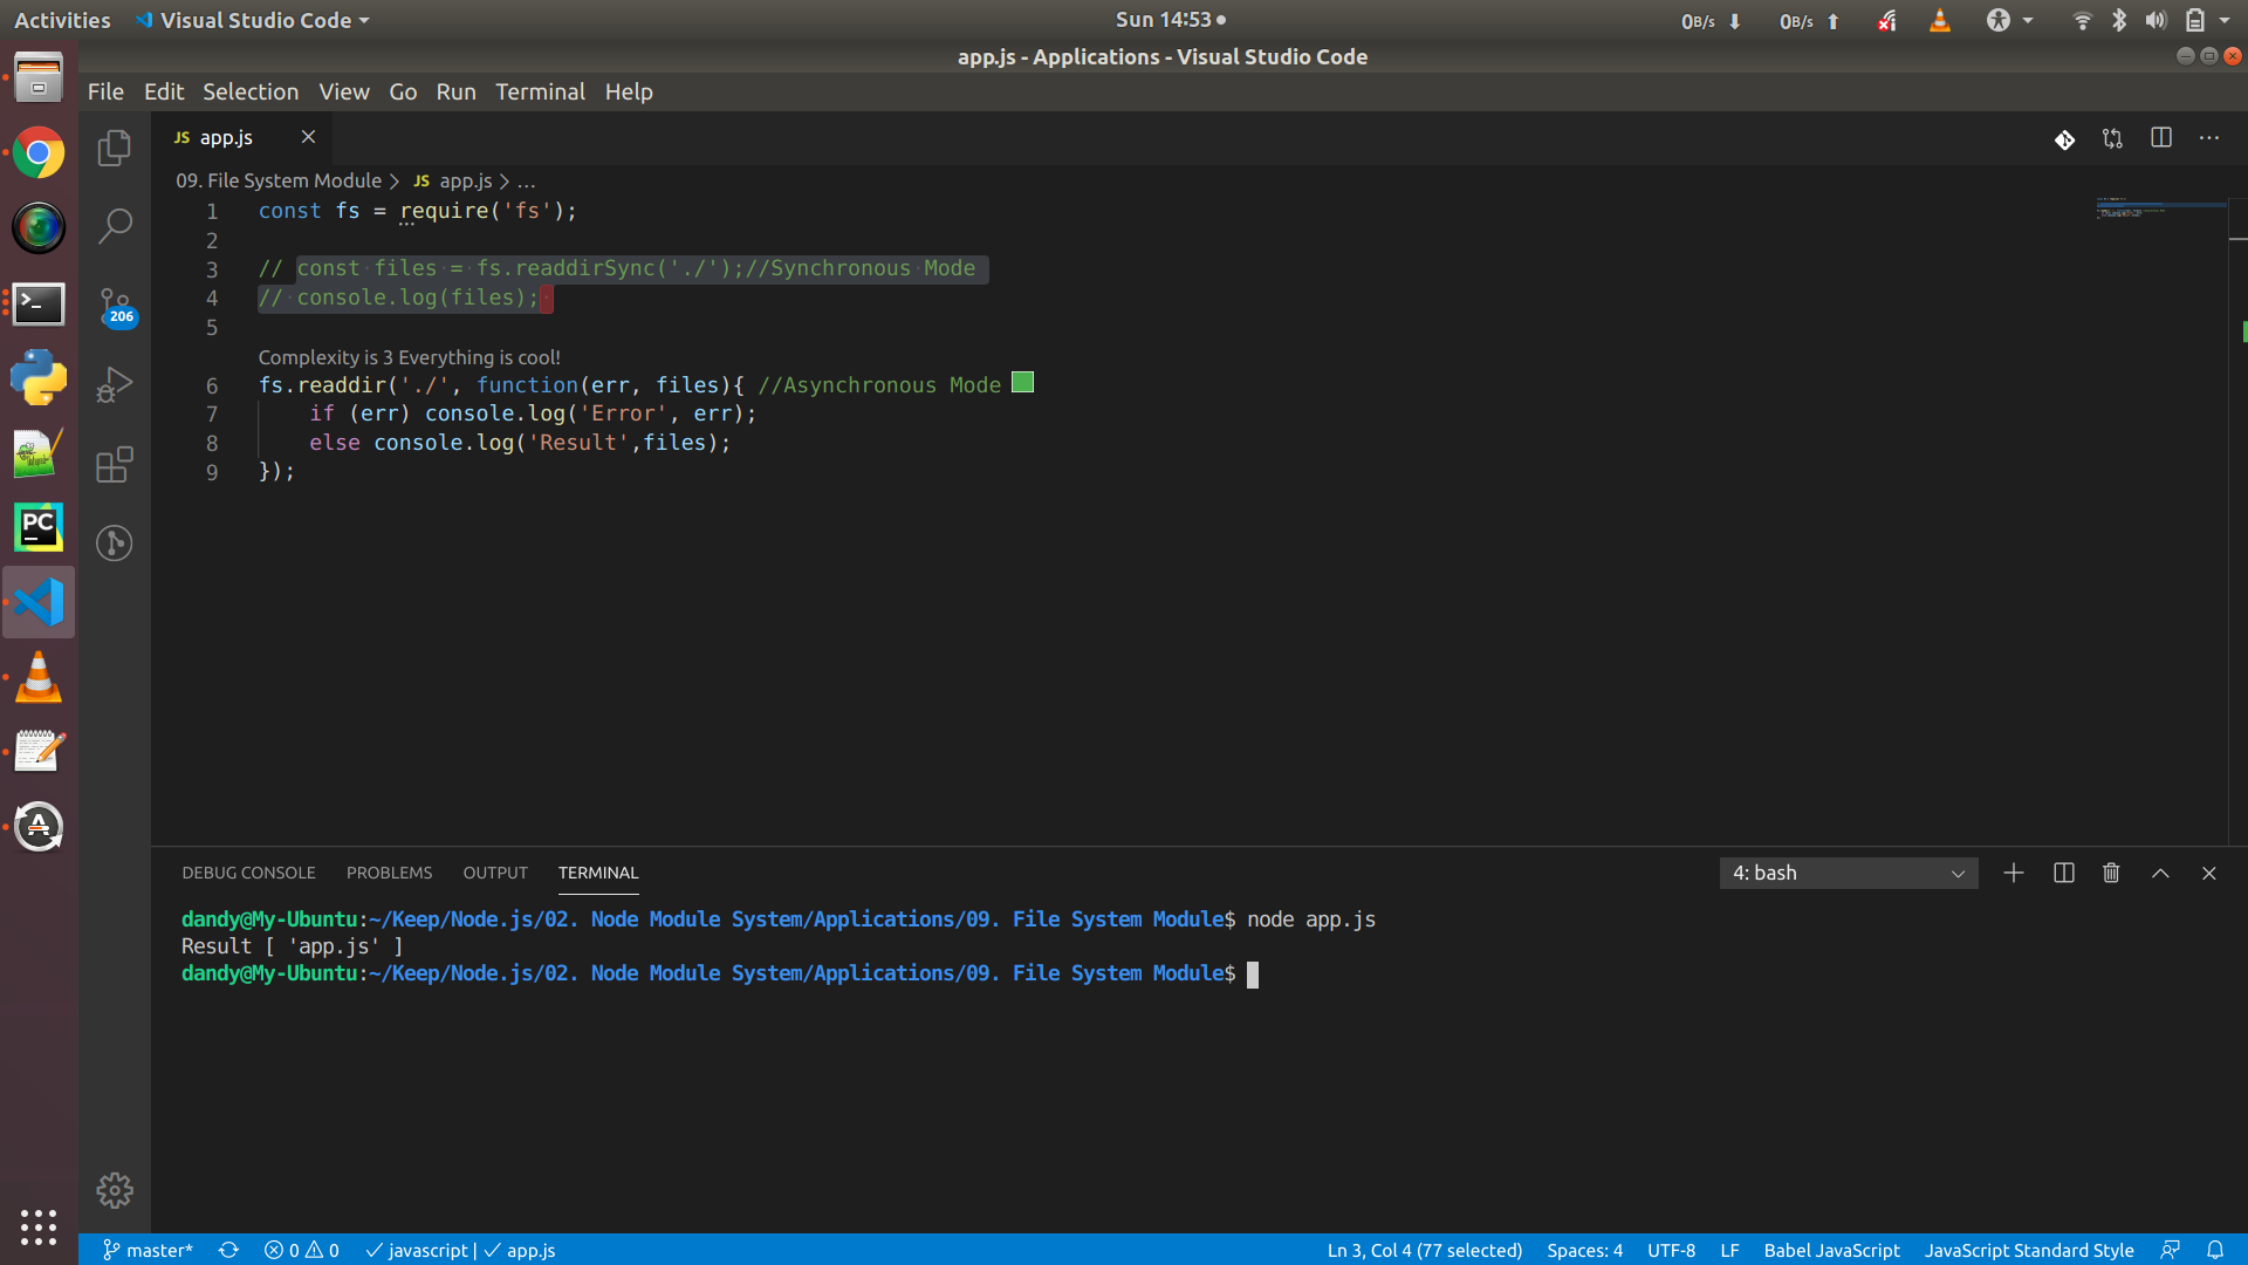 Activities Visual Studio Code Sun 14:53 0B/s 0B/s
app.js - Applications - Visual Studio Code
File Edit Selection View Go Run Terminal Help
JS app.js
09. File System Module > JS app.js > ...
1 const fs = require('fs');
2
3 // const files = fs.readdirSync('./');//Synchronous Mode
4 // console.log(files);
5
Complexity is 3 Everything is cool!
6 fs.readdir('./', function(err, files){ //Asynchronous Mode
7 if (err) console.log('Error', err);
8 else console.log('Result',files);
9 });
206
PC
DEBUG CONSOLE PROBLEMS OUTPUT TERMINAL 4: bash
dandy@My-Ubuntu:~/Keep/Node.js/02. Node Module System/Applications/09. File System Module$ node app.js
Result [ 'app.js' ]
dandy@My-Ubuntu:~/Keep/Node.js/02. Node Module System/Applications/09. File System Module$
master* 0 0 javascript | app.js Ln 3, Col 4 (77 selected) Spaces: 4 UTF-8 LF Babel JavaScript JavaScript Standard Style